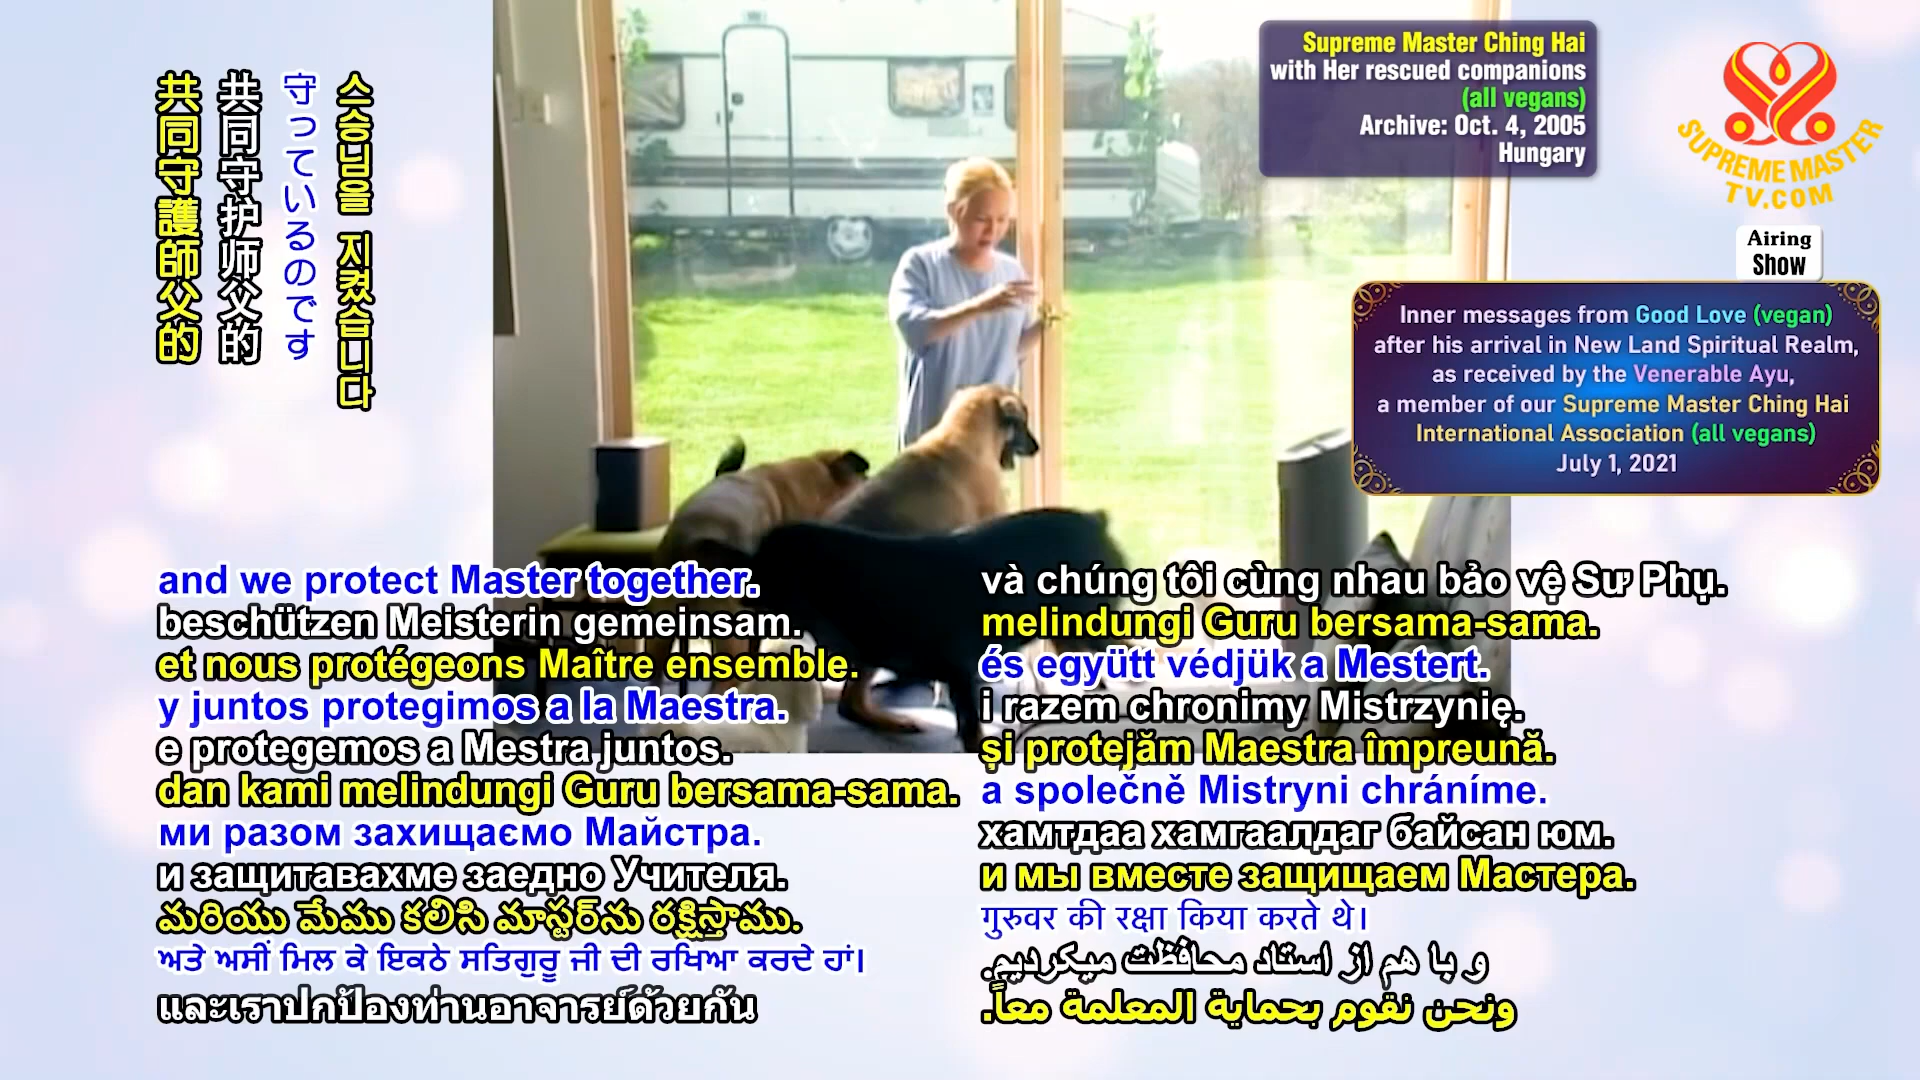 共同守護師父的
共同守护师父的
守っているのです
스승님을 지켰습니다
Supreme Master Ching Hai
with Her rescued companions
(all vegans)
Archive: Oct. 4, 2005
Hungary
SUPREME MASTER
TV.COM
Airing
Show
Inner messages from Good Love (vegan)
after his arrival in New Land Spiritual Realm,
as received by the Venerable Ayu,
a member of our Supreme Master Ching Hai
International Association (all vegans)
July 1, 2021
and we protect Master together.
beschützen Meisterin gemeinsam.
et nous protégeons Maître ensemble.
y juntos protegimos a la Maestra.
e protegemos a Mestra juntos.
dan kami melindungi Guru bersama-sama.
ми разом захищаємо Майстра.
и защитавахме заедно Учителя.
మరియు మేము కలిసి మాస్టర్‌ను రక్షిస్తాము.
ਅਤੇ ਅਸੀਂ ਮਿਲ ਕੇ ਇਕਠੇ ਸਤਿਗੁਰੂ ਜੀ ਦੀ ਰਖਿਆ ਕਰਦੇ ਹਾਂ।
และเราปกป้องท่านอาจารย์ด้วยกัน
và chúng tôi cùng nhau bảo vệ Sư Phụ.
melindungi Guru bersama-sama.
és együtt védjük a Mestert.
i razem chronimy Mistrzynię.
și protejăm Maestra împreună.
a společně Mistryni chráníme.
хамтдаа хамгаалдаг байсан юм.
и мы вместе защищаем Мастера.
गुरुवर की रक्षा किया करते थे।
و با هم از استاد محافظت میکردیم.
ونحن نقوم بحماية المعلمة معاً.